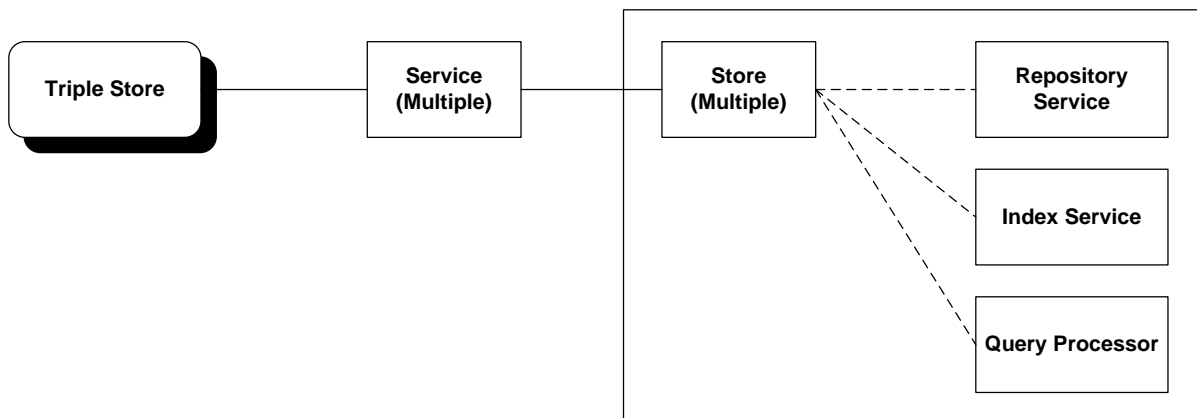 Triple Store
Service
(Multiple)
Store
(Multiple)
Repository
Service
Index Service
Query Processor